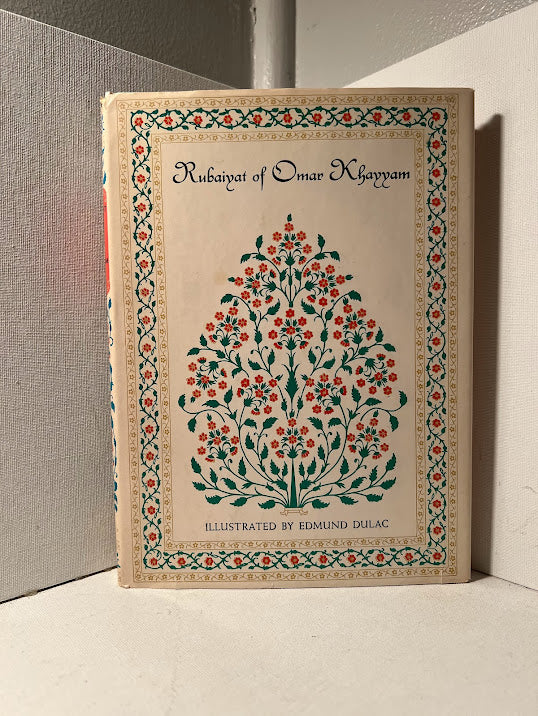 Rubaiyat of Omar Khayyam
ILLUSTRATED BY EDMUND DULAC